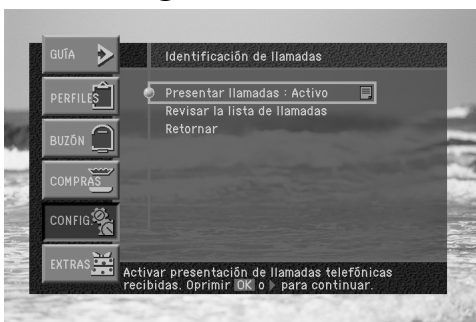 GUÍA
Identificación de llamadas
PERFILES
Presentar llamadas : Activo
Revisar la lista de llamadas
Retornar
BUZÓN
COMPRAS
CONFIG.
EXTRAS
Activar presentación de llamadas telefónicas
recibidas. Oprimir OK o para continuar.